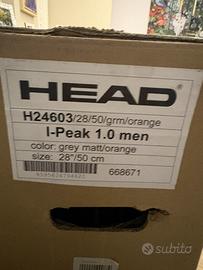 HEAD
H24603/28/50/grm/orange
I-Peak 1.0 men
color: grey matt/orange
size: 28"/50 cm
668671
subito